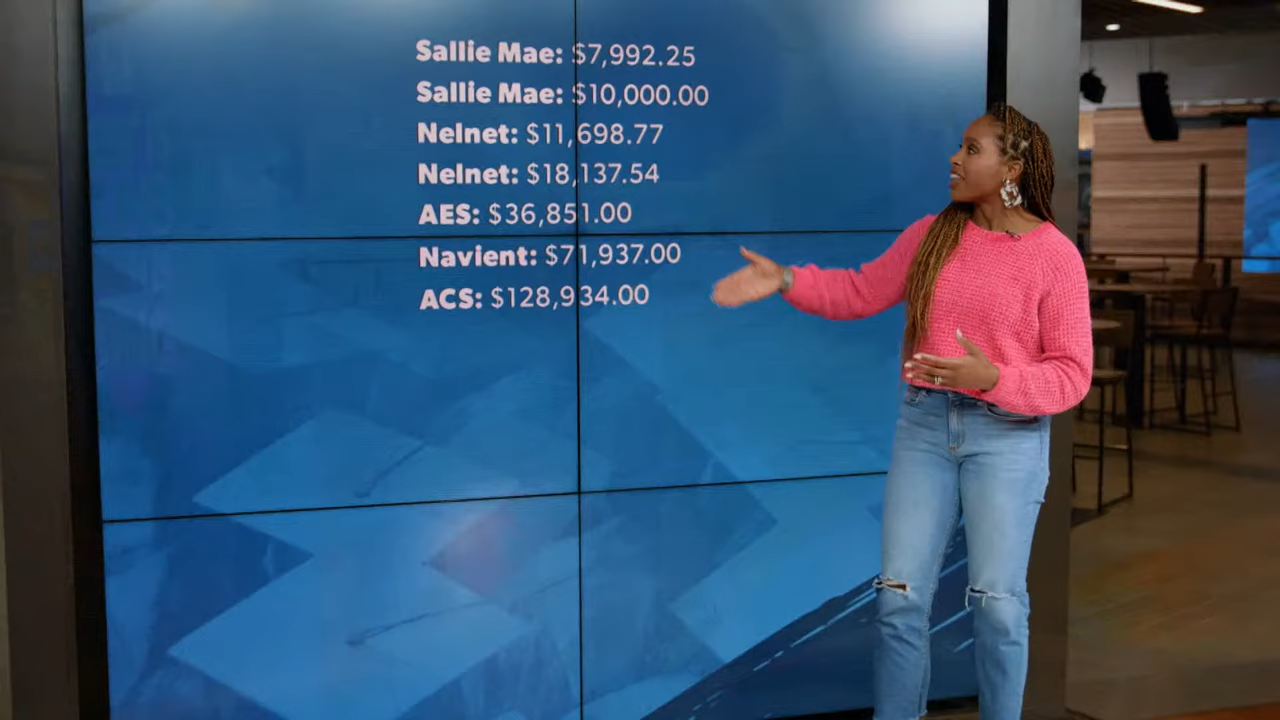 Sallie Mae: $7,992.25
Sallie Mae: $10,000.00
Nelnet: $11,698.77
Nelnet: $18,137.54
AES: $36,851.00
Navient: $71,937.00
ACS: $128,934.00